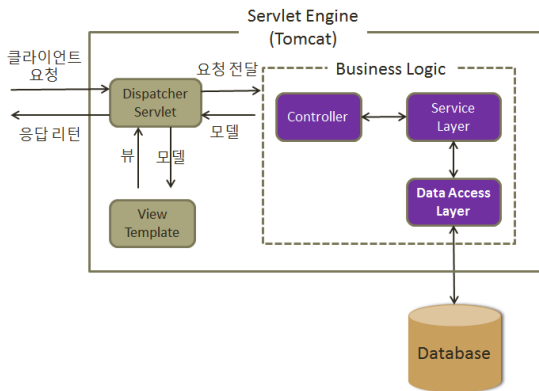 Servlet Engine
(Tomcat)
클라이언트
요청
Dispatcher
Servlet
요청 전달
응답 리턴
모델
뷰
모델
View
Template
Business Logic
Controller
Service
Layer
Data Access
Layer
Database